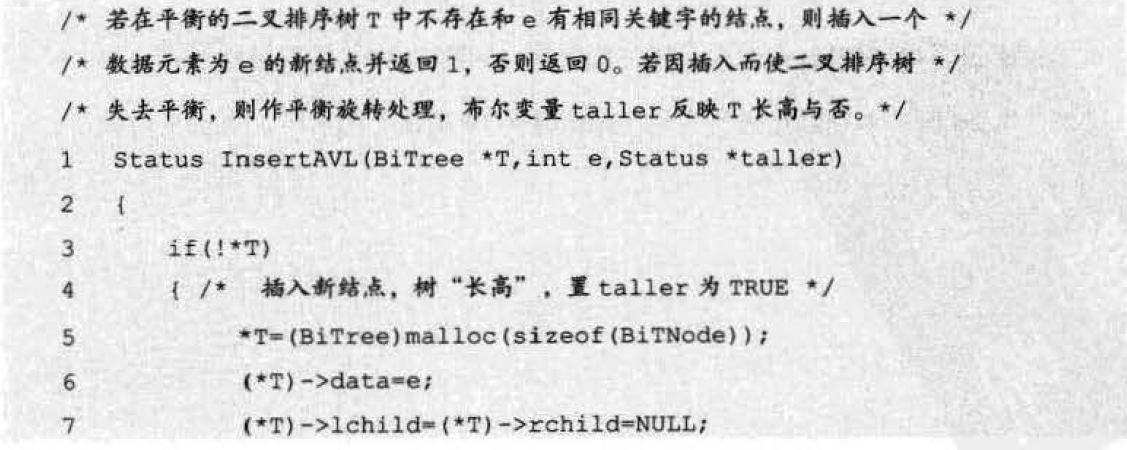 /* 若在平衡的二叉排序树 T 中不存在和 e 有相同关键字的结点，则插入一个 */
/* 数据元素为 e 的新结点并返回 1，否则返回 0。若因插入而使二叉排序树 */
/* 失去平衡，则作平衡旋转处理，布尔变量 taller 反映 T 长高与否。*/
1 Status InsertAVL(BiTree *T,int e,Status *taller)
2 {
3 if(!*T)
4 { /* 插入新结点，树“长高”，置 taller 为 TRUE */
5 *T=(BiTree)malloc(sizeof(BiTNode));
6 (*T)->data=e;
7 (*T)->lchild=(*T)->rchild=NULL;